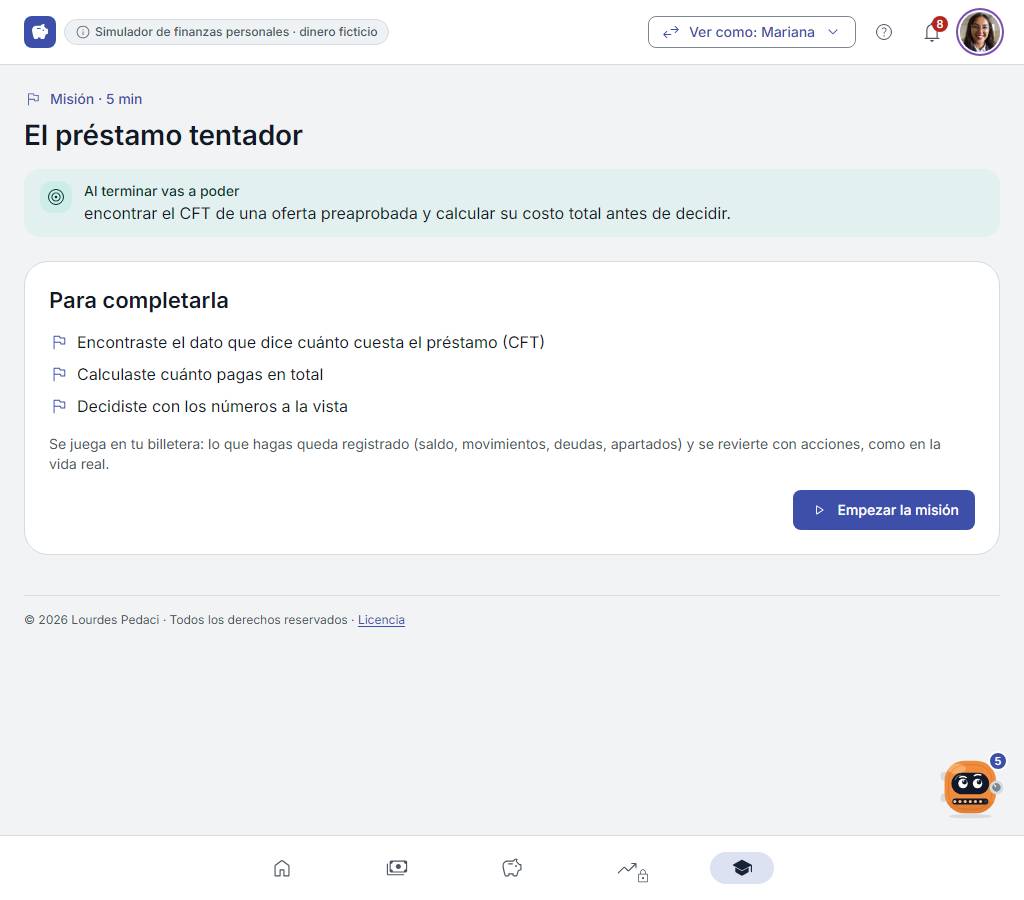 Simulador de finanzas personales · dinero ficticio
Ver como: Mariana
8
Misión · 5 min
El préstamo tentador
Al terminar vas a poder
encontrar el CFT de una oferta preaprobada y calcular su costo total antes de decidir.
Para completarla
Encontraste el dato que dice cuánto cuesta el préstamo (CFT)
Calculaste cuánto pagas en total
Decidiste con los números a la vista
Se juega en tu billetera: lo que hagas queda registrado (saldo, movimientos, deudas, apartados) y se revierte con acciones, como en la
vida real.
Empezar la misión
© 2026 Lourdes Pedaci · Todos los derechos reservados · Licencia
5